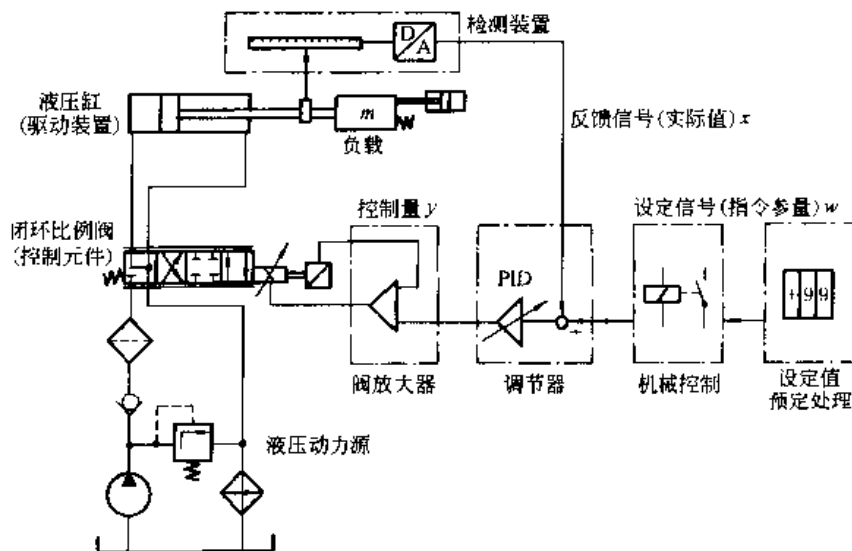 D
A
检测装置
液压缸
(驱动装置)
m
负载
反馈信号(实际值) x
闭环比例阀
(控制元件)
控制量 y
设定信号(指令参量) w
PID
+
+99
阀放大器
调节器
机械控制
设定值
预定处理
液压动力源